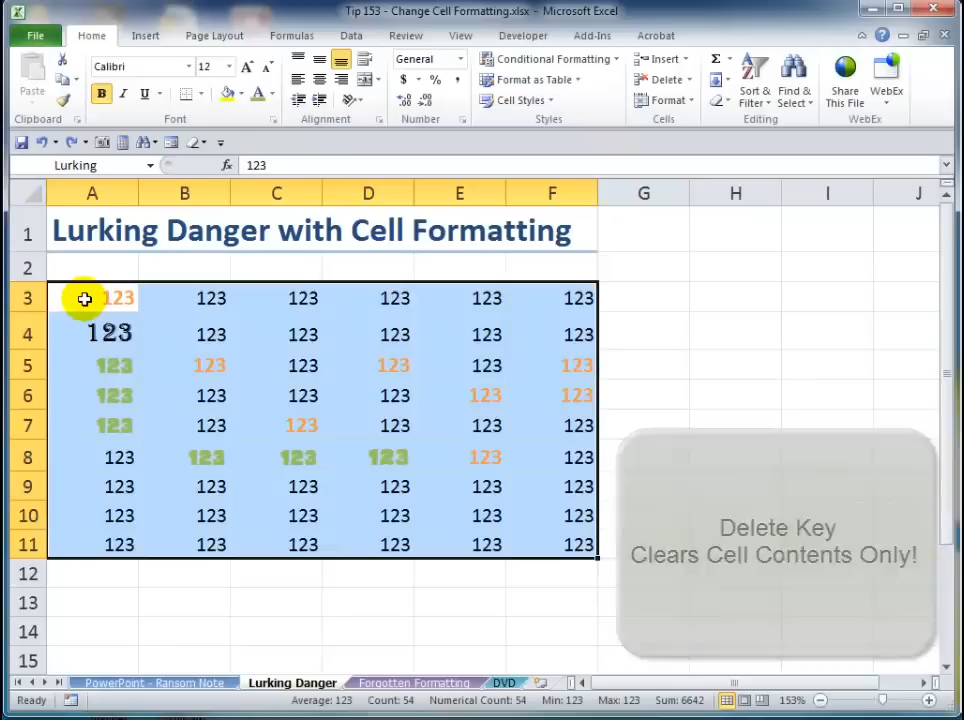 Tip 153 - Change Cell Formatting.xlsx - Microsoft Excel
File Home Insert Page Layout Formulas Data Review View Developer Add-Ins Acrobat
Paste
Calibri 12
General
Conditional Formatting
Format as Table
Cell Styles
Insert
Delete
Format
Sort & Filter
Find & Select
Share This File
WebEx
Clipboard Font Alignment Number Styles Cells Editing WebEx
Lurking fx 123
A B C D E F G H I J
1 Lurking Danger with Cell Formatting
2
3 123 123 123 123 123 123
4 123 123 123 123 123 123
5 123 123 123 123 123 123
6 123 123 123 123 123 123
7 123 123 123 123 123 123
8 123 123 123 123 123 123
9 123 123 123 123 123 123
10 123 123 123 123 123 123
11 123 123 123 123 123 123
12
13
14
15
Delete Key
Clears Cell Contents Only!
PowerPoint - Ransom Note Lurking Danger Forgotten Formatting DVD
Ready Average: 123 Count: 54 Numerical Count: 54 Min: 123 Max: 123 Sum: 6642 153%